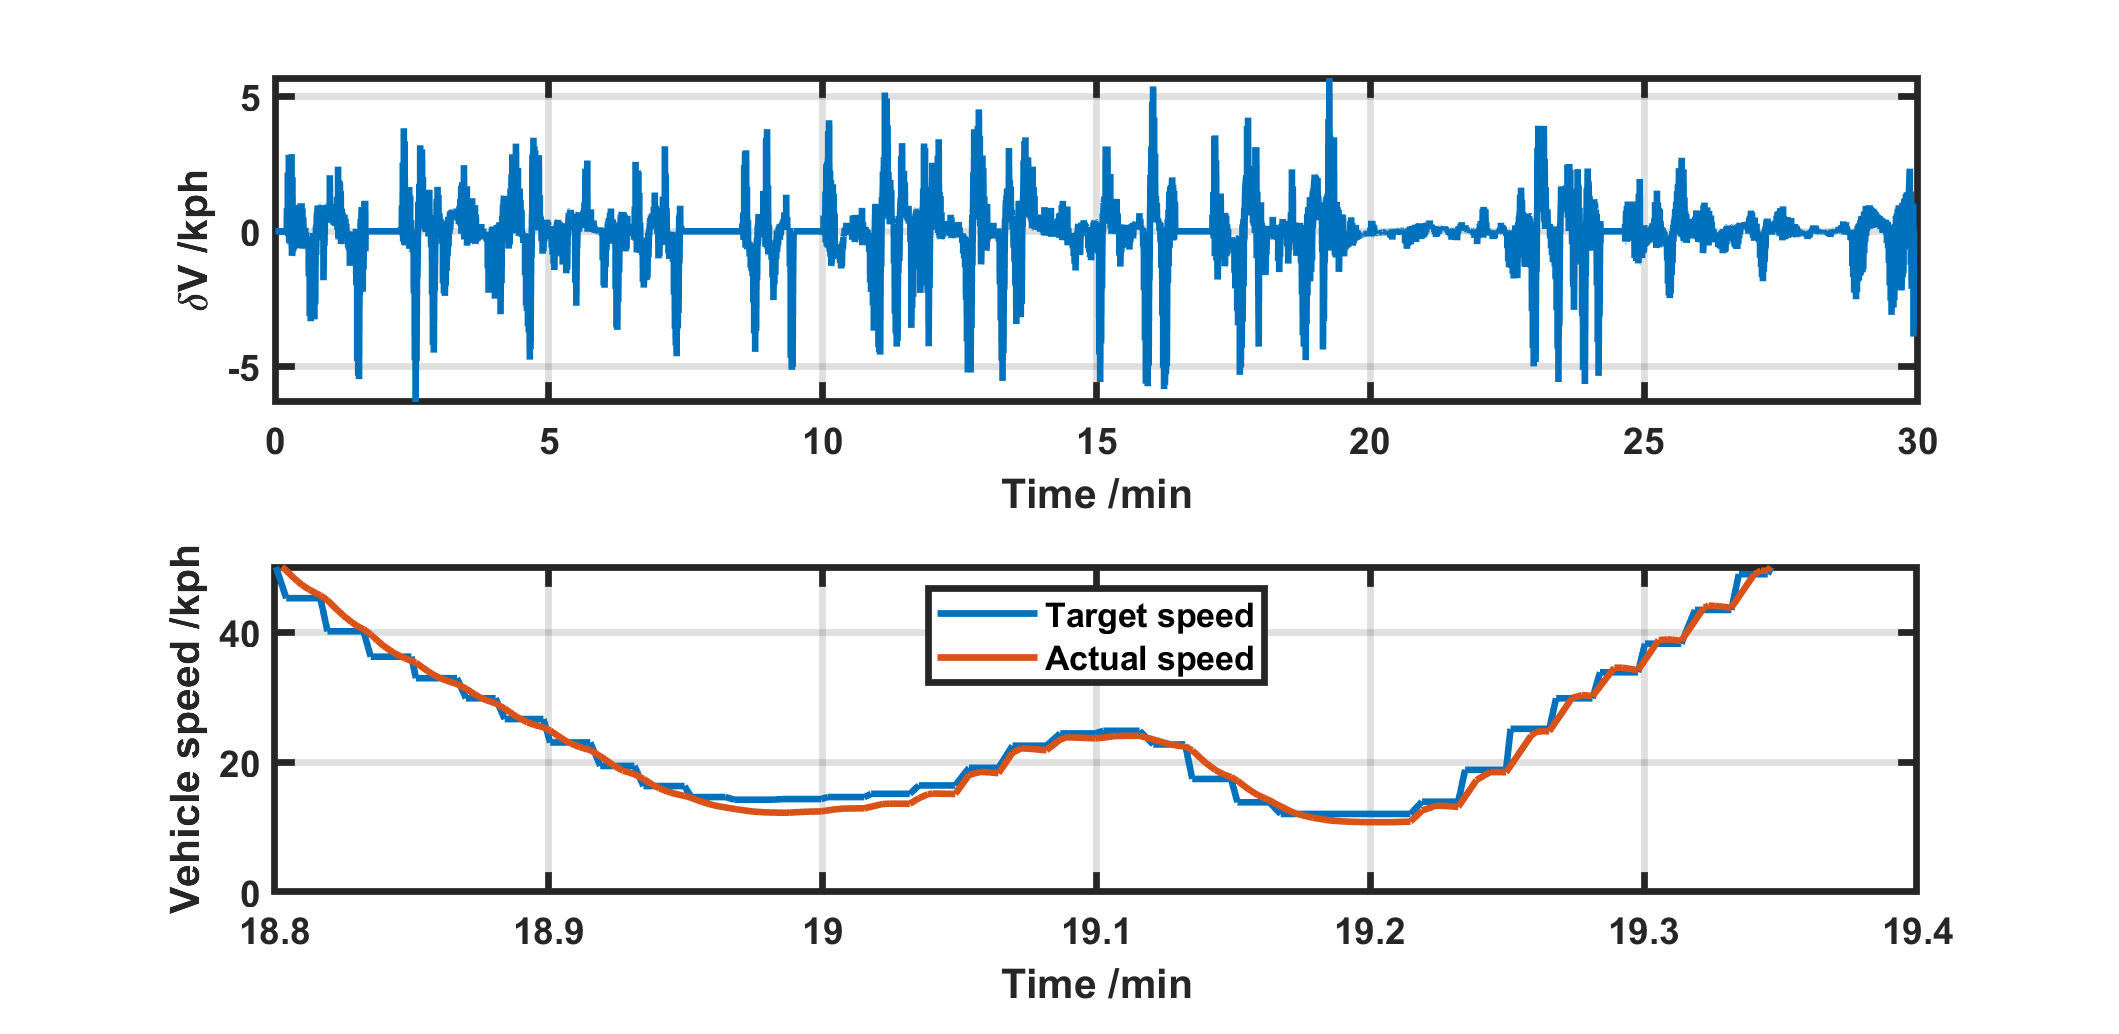 δV /kph
5
0
-5
0 5 10 15 20 25 30
Time /min
Vehicle speed /kph
40
20
0
Target speed
Actual speed
18.8 18.9 19 19.1 19.2 19.3 19.4
Time /min